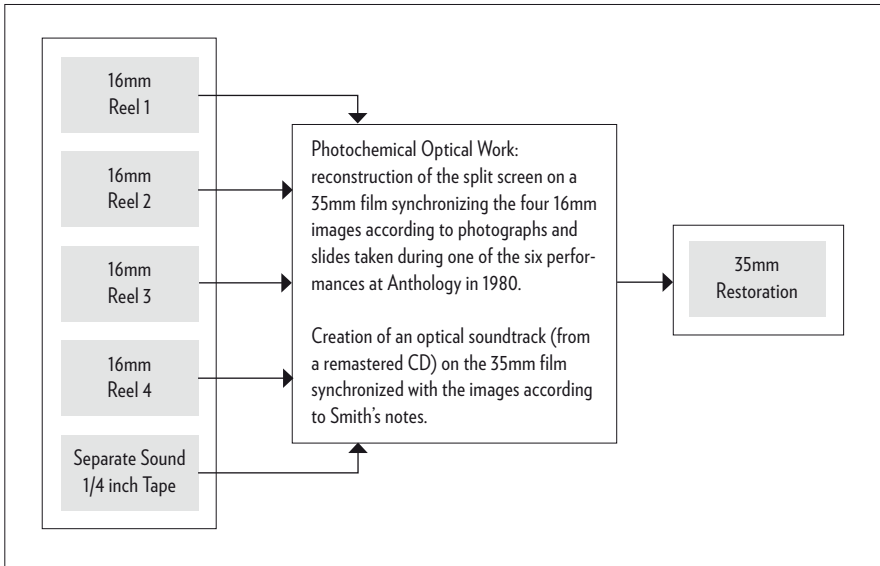 16mm
Reel 1
16mm
Reel 2
16mm
Reel 3
16mm
Reel 4
Separate Sound
1/4 inch Tape
Photochemical Optical Work:
reconstruction of the split screen on a
35mm film synchronizing the four 16mm
images according to photographs and
slides taken during one of the six perfor-
mances at Anthology in 1980.
Creation of an optical soundtrack (from
a remastered CD) on the 35mm film
synchronized with the images according
to Smith’s notes.
35mm
Restoration